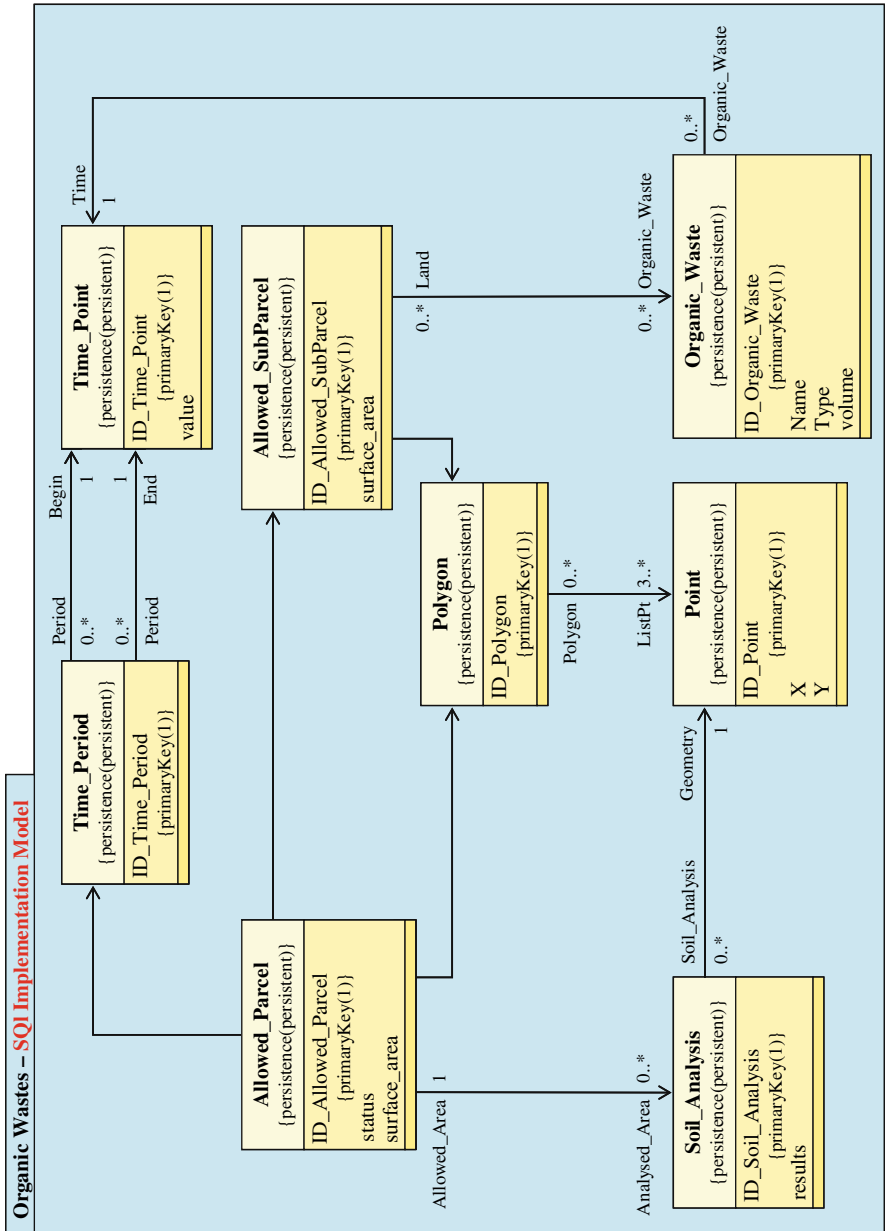 Organic Wastes – SQl Implementation Model
Time_Period
{persistence(persistent)}
ID_Time_Period
{primaryKey(1)}
Period
0..*
0..*
Period
Begin
1
1
End
Time_Point
{persistence(persistent)}
ID_Time_Point
{primaryKey(1)}
value
Time
1
Allowed_Parcel
{persistence(persistent)}
ID_Allowed_Parcel
{primaryKey(1)}
status
surface_area
Allowed_SubParcel
{persistence(persistent)}
ID_Allowed_SubParcel
{primaryKey(1)}
surface_area
Allowed_Area
1
Analysed_Area
0..*
0..*
Land
0..*
Organic_Waste
Polygon
{persistence(persistent)}
ID_Polygon
{primaryKey(1)}
Polygon
0..*
ListPt
3..*
Soil_Analysis
{persistence(persistent)}
ID_Soil_Analysis
{primaryKey(1)}
results
Soil_Analysis
0..*
Geometry
1
Point
{persistence(persistent)}
ID_Point
{primaryKey(1)}
X
Y
Organic_Waste
{persistence(persistent)}
ID_Organic_Waste
{primaryKey(1)}
Name
Type
volume
0..*
Organic_Waste